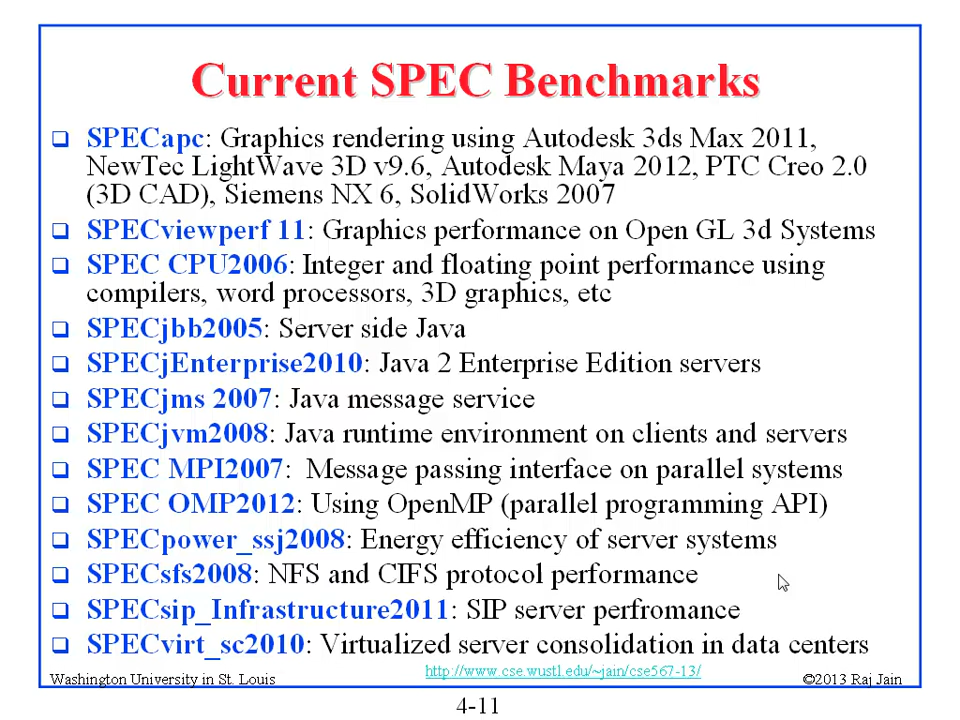 Current SPEC Benchmarks
SPECapc: Graphics rendering using Autodesk 3ds Max 2011,
NewTec LightWave 3D v9.6, Autodesk Maya 2012, PTC Creo 2.0
(3D CAD), Siemens NX 6, SolidWorks 2007
SPECviewperf 11: Graphics performance on Open GL 3d Systems
SPEC CPU2006: Integer and floating point performance using
compilers, word processors, 3D graphics, etc
SPECjbb2005: Server side Java
SPECjEnterprise2010: Java 2 Enterprise Edition servers
SPECjms 2007: Java message service
SPECjvm2008: Java runtime environment on clients and servers
SPEC MPI2007: Message passing interface on parallel systems
SPEC OMP2012: Using OpenMP (parallel programming API)
SPECpower_ssj2008: Energy efficiency of server systems
SPECsfs2008: NFS and CIFS protocol performance
SPECsip_Infrastructure2011: SIP server perfromance
SPECvirt_sc2010: Virtualized server consolidation in data centers
Washington University in St. Louis
http://www.cse.wustl.edu/~jain/cse567-13/
©2013 Raj Jain
4-11